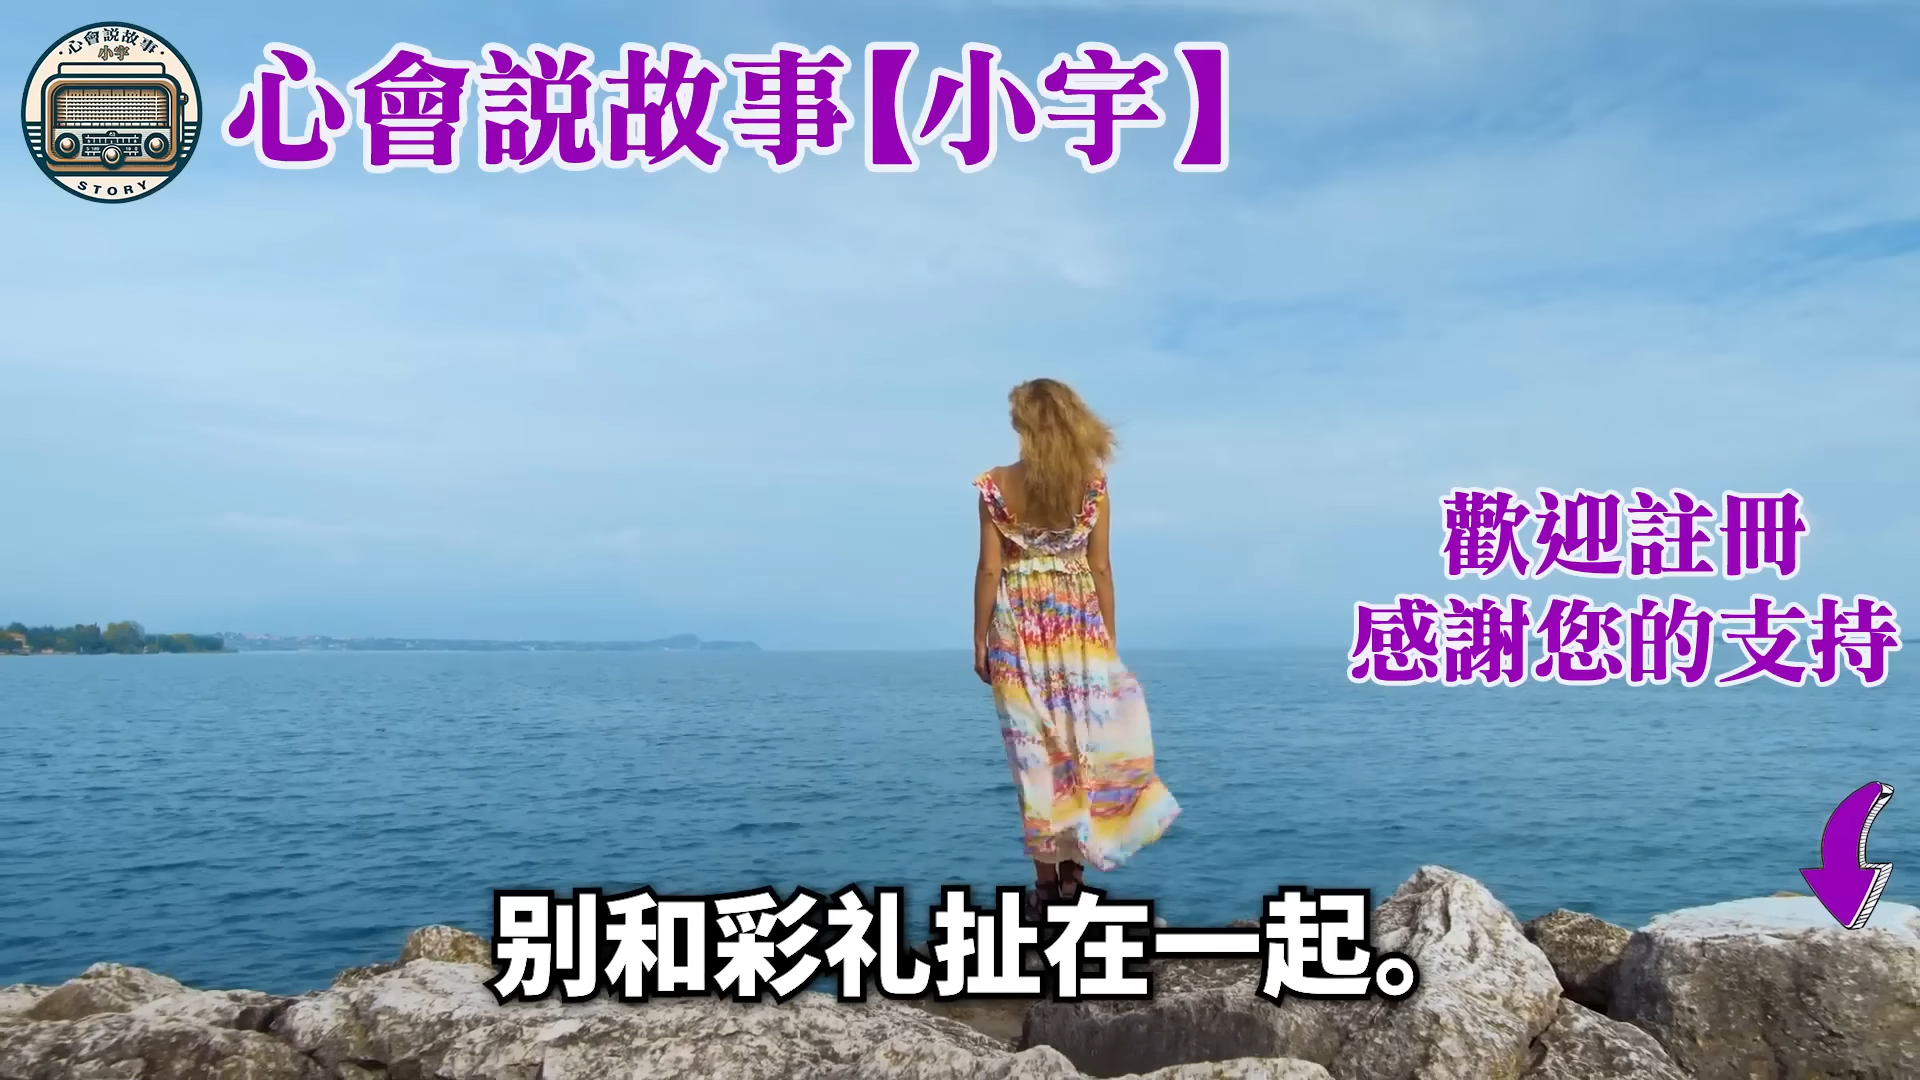 ·心會説故事·
小宇
STORY
心會説故事【小宇】
歡迎註冊
感謝您的支持
别和彩礼扯在一起。